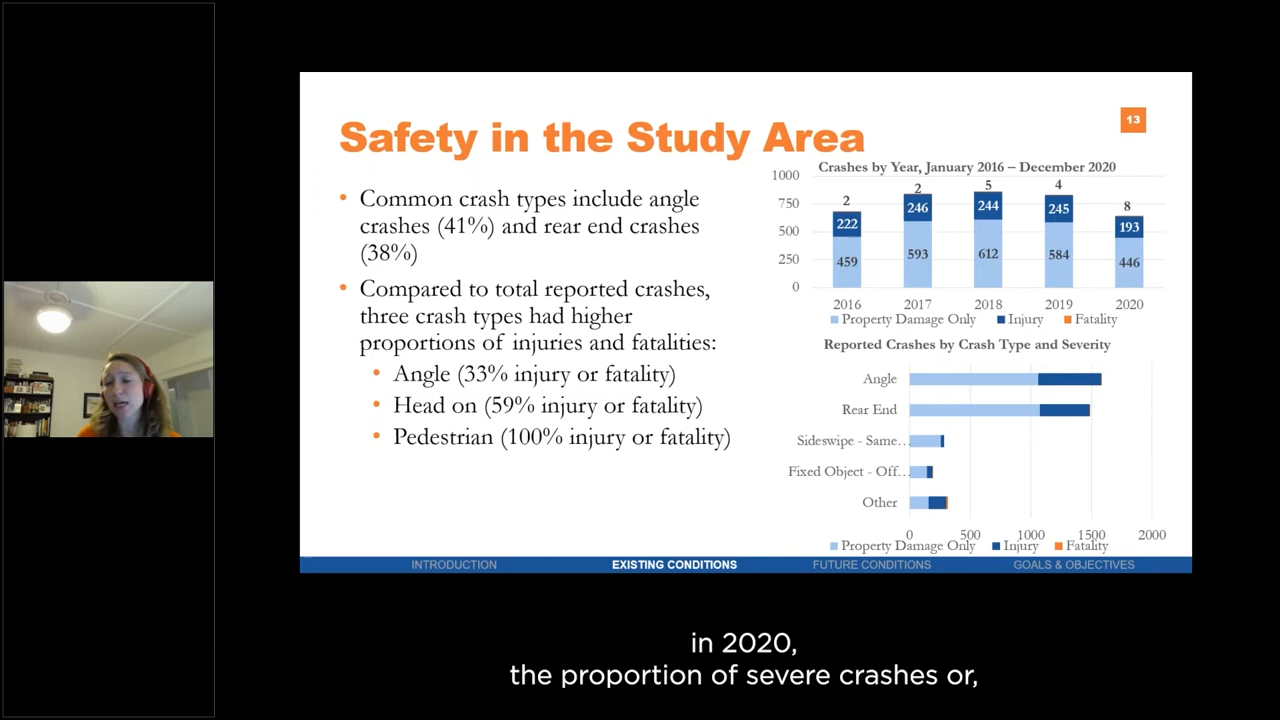 Safety in the Study Area
13
• Common crash types include angle
crashes (41%) and rear end crashes
(38%)
• Compared to total reported crashes,
three crash types had higher
proportions of injuries and fatalities:
• Angle (33% injury or fatality)
• Head on (59% injury or fatality)
• Pedestrian (100% injury or fatality)
Crashes by Year, January 2016 – December 2020
1000
750
500
250
0
2
2
5
4
8
222
246
244
245
193
459
593
612
584
446
2016 2017 2018 2019 2020
Property Damage Only Injury Fatality
Reported Crashes by Crash Type and Severity
Angle
Rear End
Sideswipe - Same…
Fixed Object - Off…
Other
0 500 1000 1500 2000
Property Damage Only Injury Fatality
INTRODUCTION EXISTING CONDITIONS FUTURE CONDITIONS GOALS & OBJECTIVES
in 2020,
the proportion of severe crashes or,